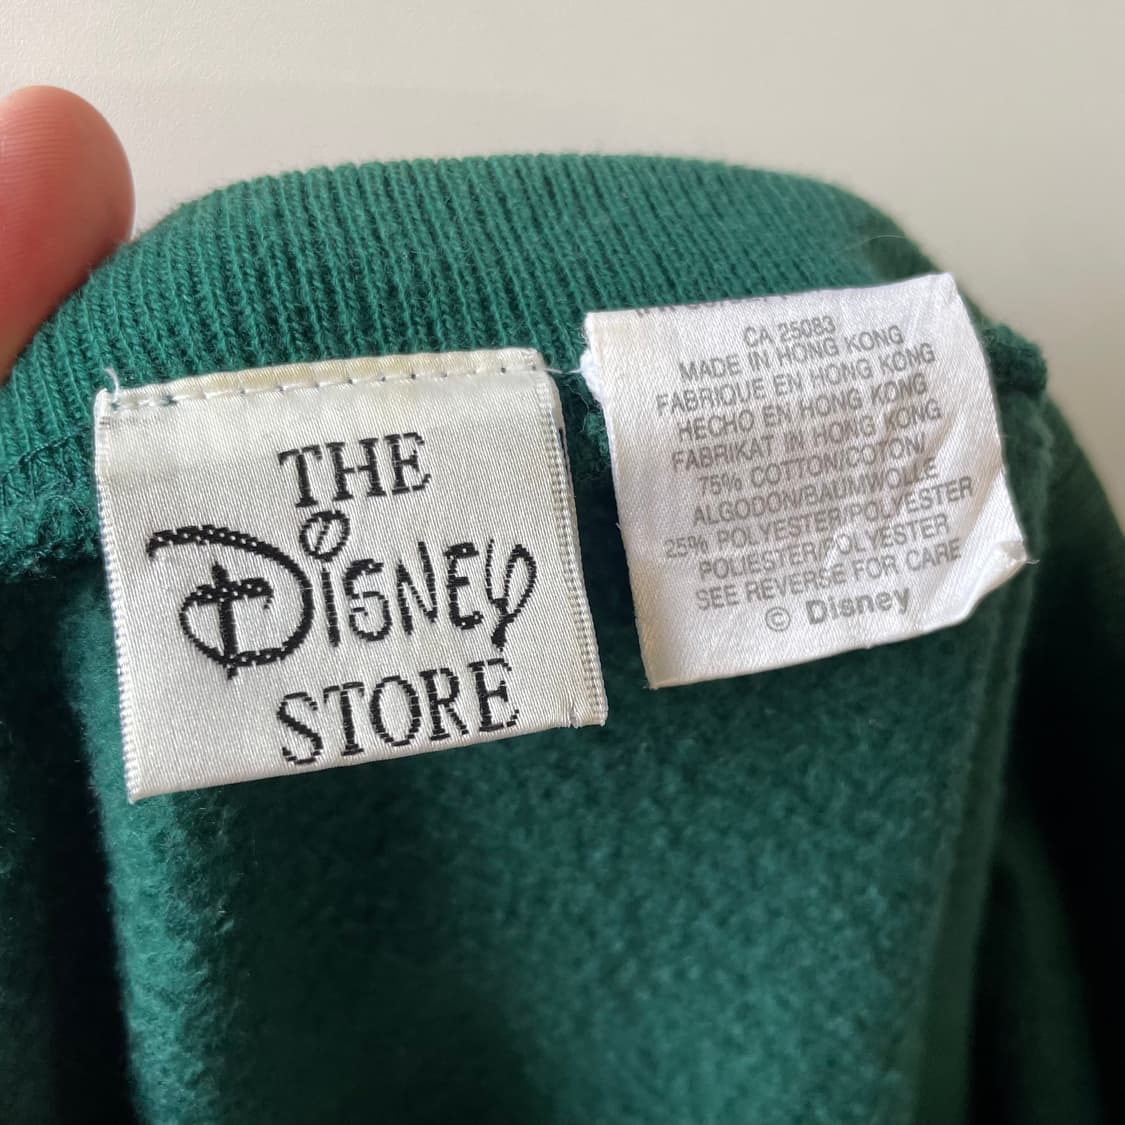 THE
Disney
STORE
CA 25083
MADE IN HONG KONG
FABRIQUE EN HONG KONG
HECHO EN HONG KONG
FABRIKAT IN HONG KONG
75% COTTON/COTON/
ALGODON/BAUMWOLLE
25% POLYESTER/POLYESTER
POLIESTER/POLYESTER
SEE REVERSE FOR CARE
© Disney